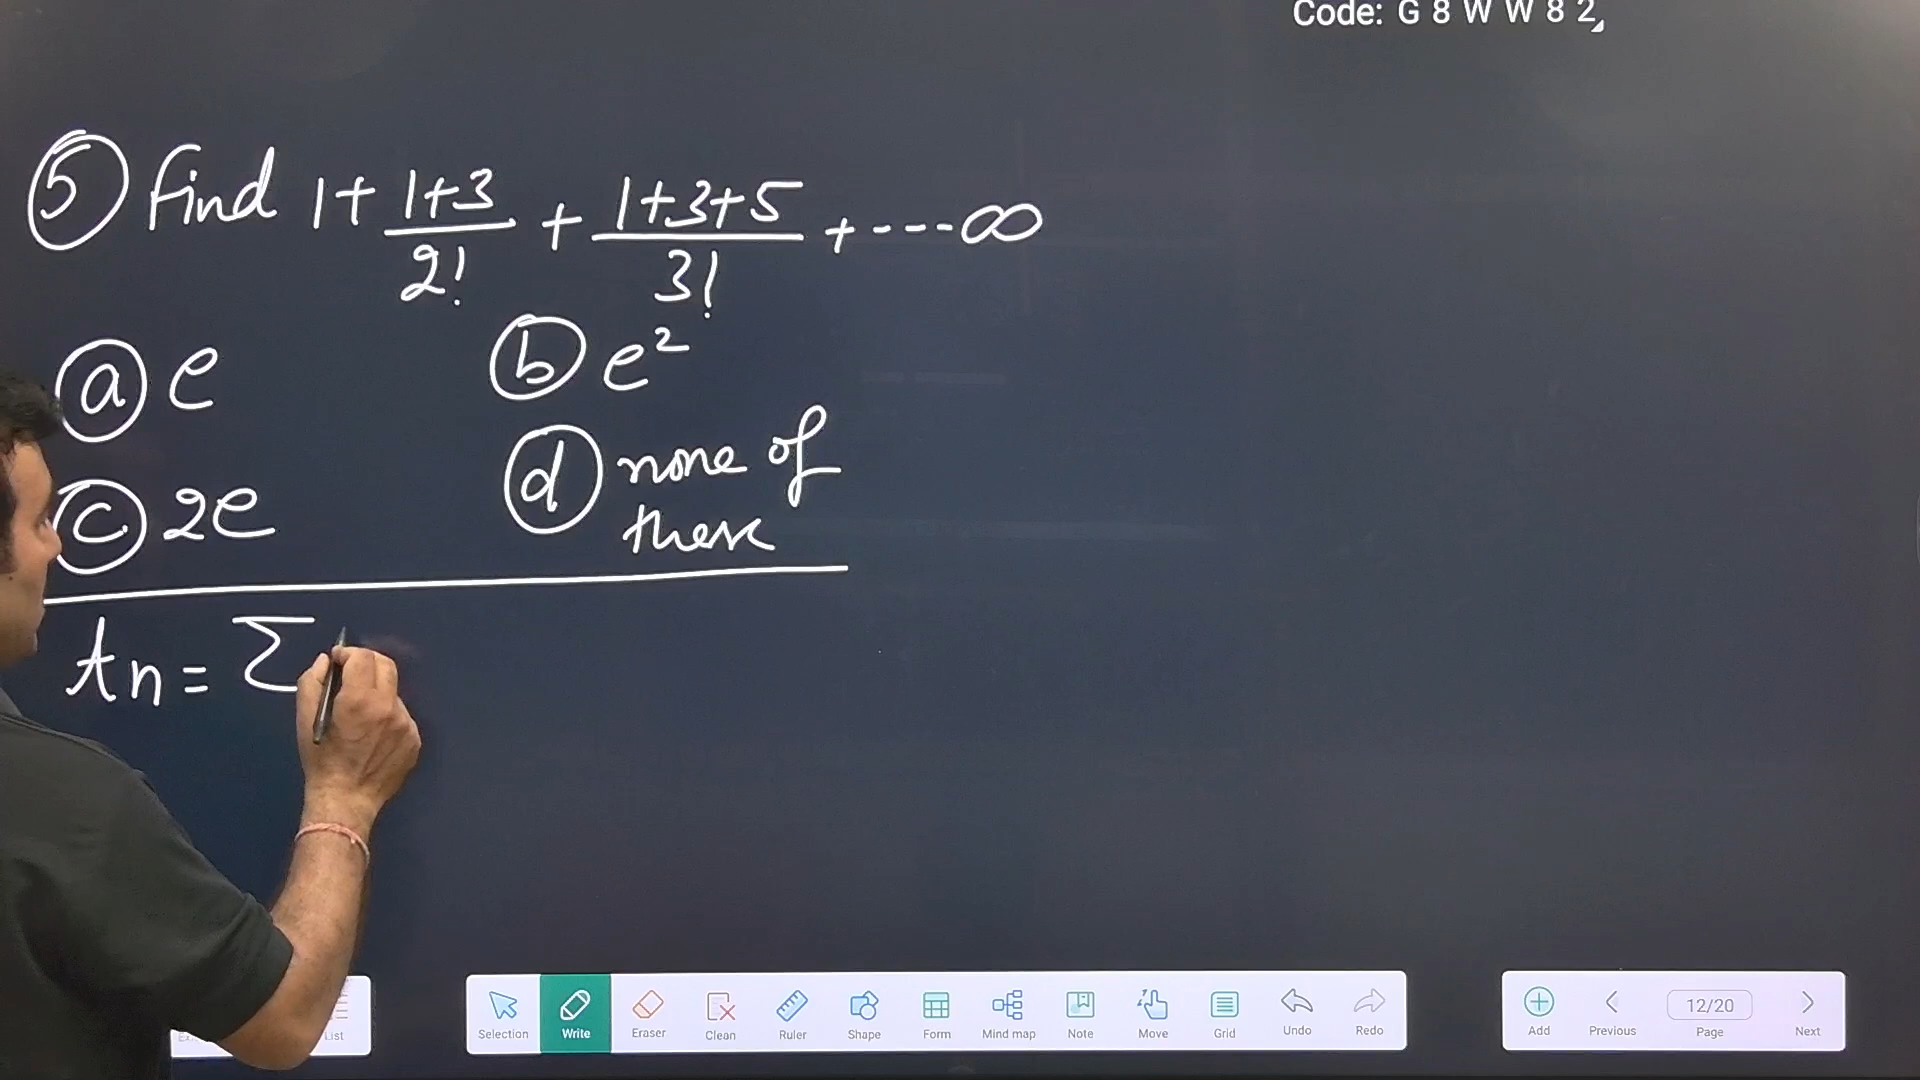 Code: G 8 W W 8 2
5 Find 1 + (1+3)/2! + (1+3+5)/3! + ---- ∞
a e
b e²
c 2e
d none of these
tn = Σ
List
Selection Write Eraser Clean Ruler Shape Form Mind map Note Move Grid Undo Redo
Add Previous 12/20 Page Next